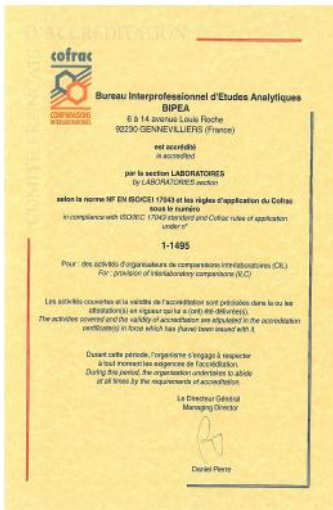 D'ACCREDITATION
cofrac
COMPARAISONS
INTERLABORATOIRES
Bureau Interprofessionnel d'Etudes Analytiques
BIPEA
6 à 14 avenue Louis Roche
92230 GENNEVILLIERS (France)
est accrédité
is accredited
par la section LABORATOIRES
by LABORATORIES section
selon la norme NF EN ISO/CEI 17043 et les règles d'application du Cofrac
sous le numéro
in compliance with ISO/IEC 17043 standard and Cofrac rules of application
under n°
1-1495
Pour : des activités d'organisateurs de comparaisons interlaboratoires (CIL)
For : provision of interlaboratory comparisons (ILC)
Les activités couvertes et la validité de l'accréditation sont précisées dans la ou les
attestation(s) en vigueur qui lui a (ont) été délivrée(s).
The activities covered and the validity of accreditation are stipulated in the accreditation
certificate(s) in force which has (have) been issued with it.
Durant cette période, l'organisme s'engage à respecter
à tout moment les exigences de l'accréditation.
During this period, the organisation undertakes to abide
at all times by the requirements of accreditation.
Le Directeur Général
Managing Director
Daniel Pierre